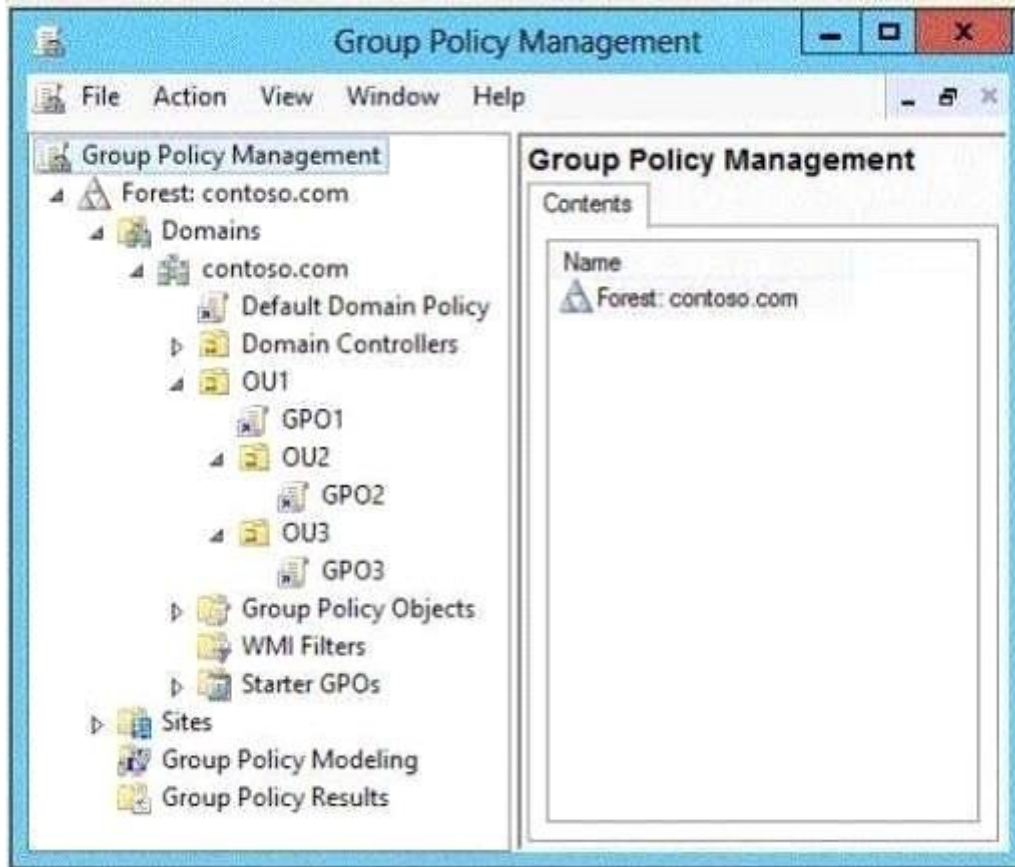 Group Policy Management
File Action View Window Help
Group Policy Management
Forest: contoso.com
Domains
contoso.com
Default Domain Policy
Domain Controllers
OU1
GPO1
OU2
GPO2
OU3
GPO3
Group Policy Objects
WMI Filters
Starter GPOs
Sites
Group Policy Modeling
Group Policy Results
Group Policy Management
Contents
Name
Forest: contoso.com